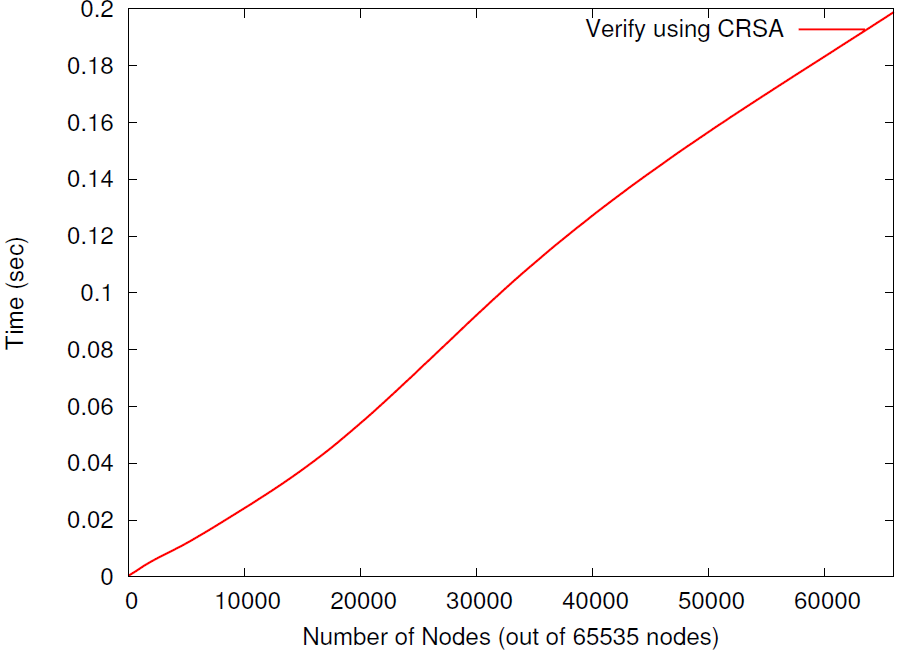 0.2
Verify using CRSA
0.18
0.16
0.14
0.12
0.1
0.08
0.06
0.04
0.02
0
Time (sec)
0 10000 20000 30000 40000 50000 60000
Number of Nodes (out of 65535 nodes)